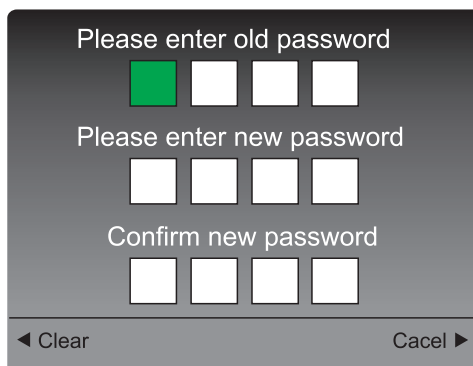 Please enter old password
Please enter new password
Confirm new password
◀ Clear
Cacel ▶